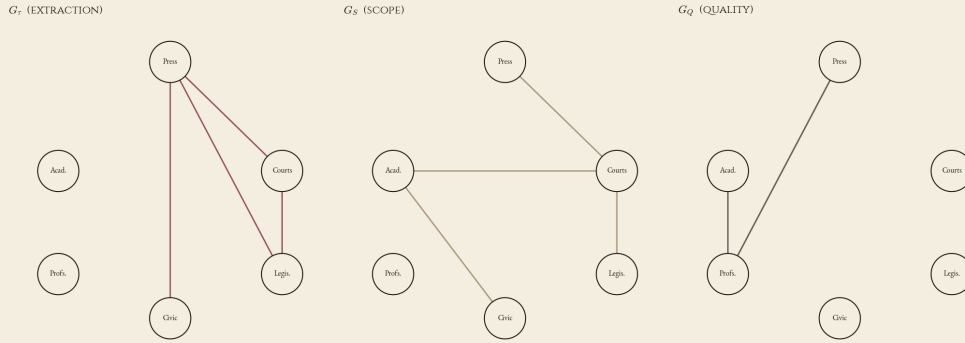 Gτ (EXTRACTION)
Press
Acad.
Courts
Profs.
Legis.
Civic
GS (SCOPE)
Press
Acad.
Courts
Profs.
Legis.
Civic
GQ (QUALITY)
Press
Acad.
Courts
Profs.
Legis.
Civic